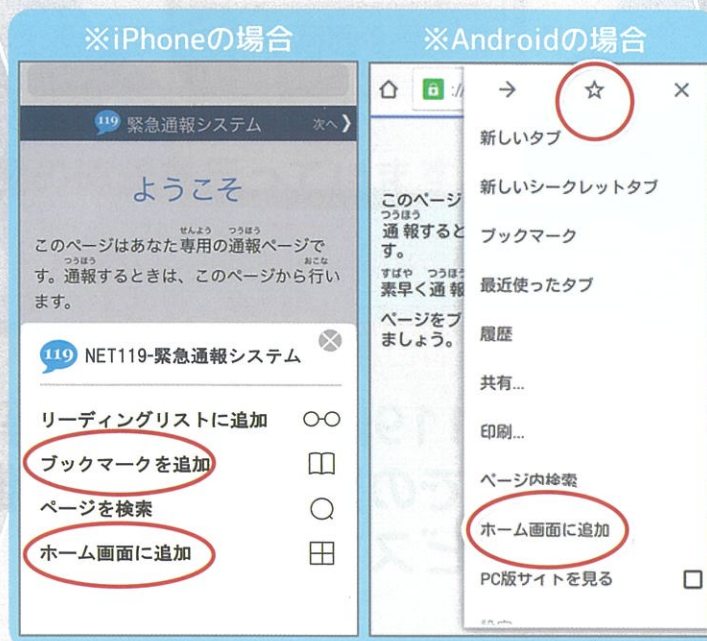 ※iPhoneの場合
119 緊急通報システム 次へ ❯
ようこそ
せんよう つうほう
このページはあなた専用の通報ページで
つうほう おこな
す。通報するときは、このページから行い
ます。
119 NET119-緊急通報システム
リーディングリストに追加
ブックマークを追加
ページを検索
ホーム画面に追加
※Androidの場合
://
このページ
つうほう
通報すると
す。
すばや つうほう
素早く通報
ページをブ
ましょう。
新しいタブ
新しいシークレットタブ
ブックマーク
最近使ったタブ
履歴
共有...
印刷...
ページ内検索
ホーム画面に追加
PC版サイトを見る